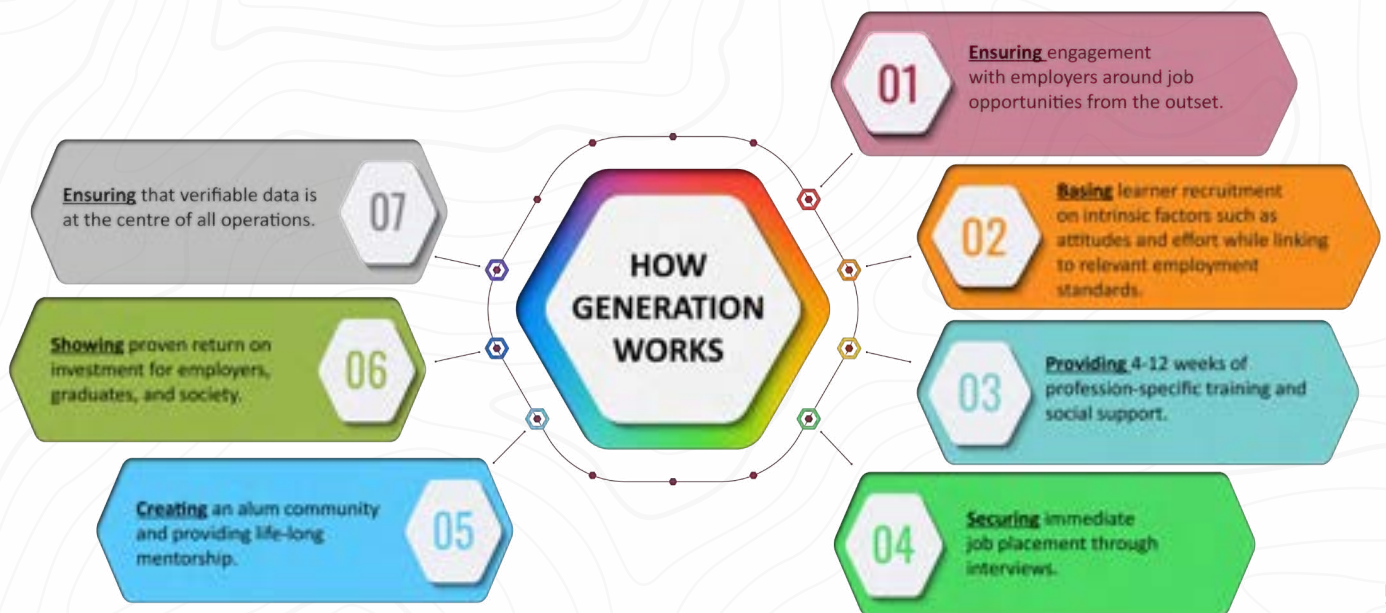 HOW
GENERATION
WORKS
01
Ensuring engagement
with employers around job
opportunities from the outset.
02
Basing learner recruitment
on intrinsic factors such as
attitudes and effort while linking
to relevant employment
standards.
03
Providing 4-12 weeks of
profession-specific training and
social support.
04
Securing immediate
job placement through
interviews.
05
Creating an alum community
and providing life-long
mentorship.
06
Showing proven return on
investment for employers,
graduates, and society.
07
Ensuring that verifiable data is
at the centre of all operations.